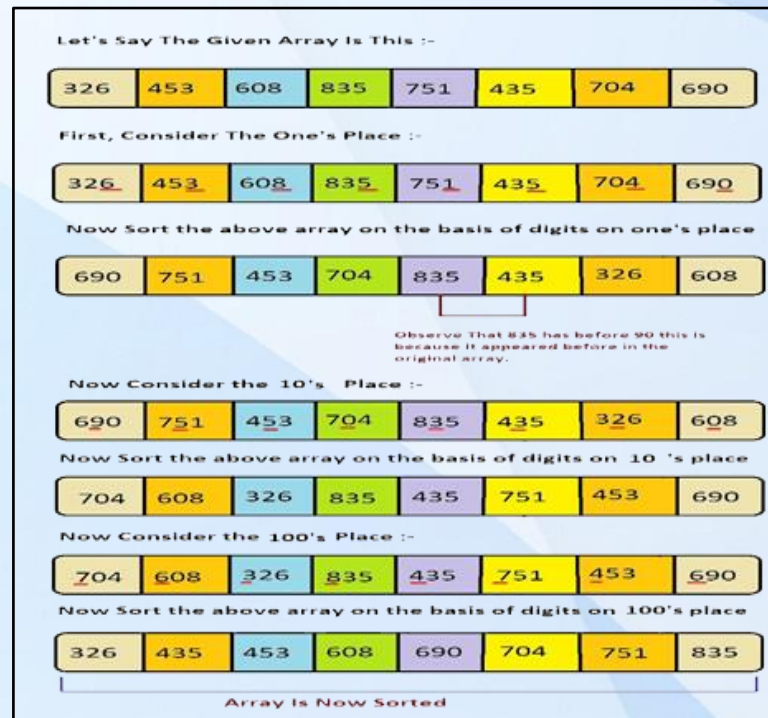 Let's Say The Given Array Is This :-
326 453 608 835 751 435 704 690
First, Consider The One's Place :-
326 453 608 835 751 435 704 690
Now Sort the above array on the basis of digits on one's place
690 751 453 704 835 435 326 608
Observe That 835 has before 90 this is
because it appeared before in the
original array.
Now Consider the 10's Place :-
690 751 453 704 835 435 326 608
Now Sort the above array on the basis of digits on 10 's place
704 608 326 835 435 751 453 690
Now Consider the 100's Place :-
704 608 326 835 435 751 453 690
Now Sort the above array on the basis of digits on 100's place
326 435 453 608 690 704 751 835
Array Is Now Sorted